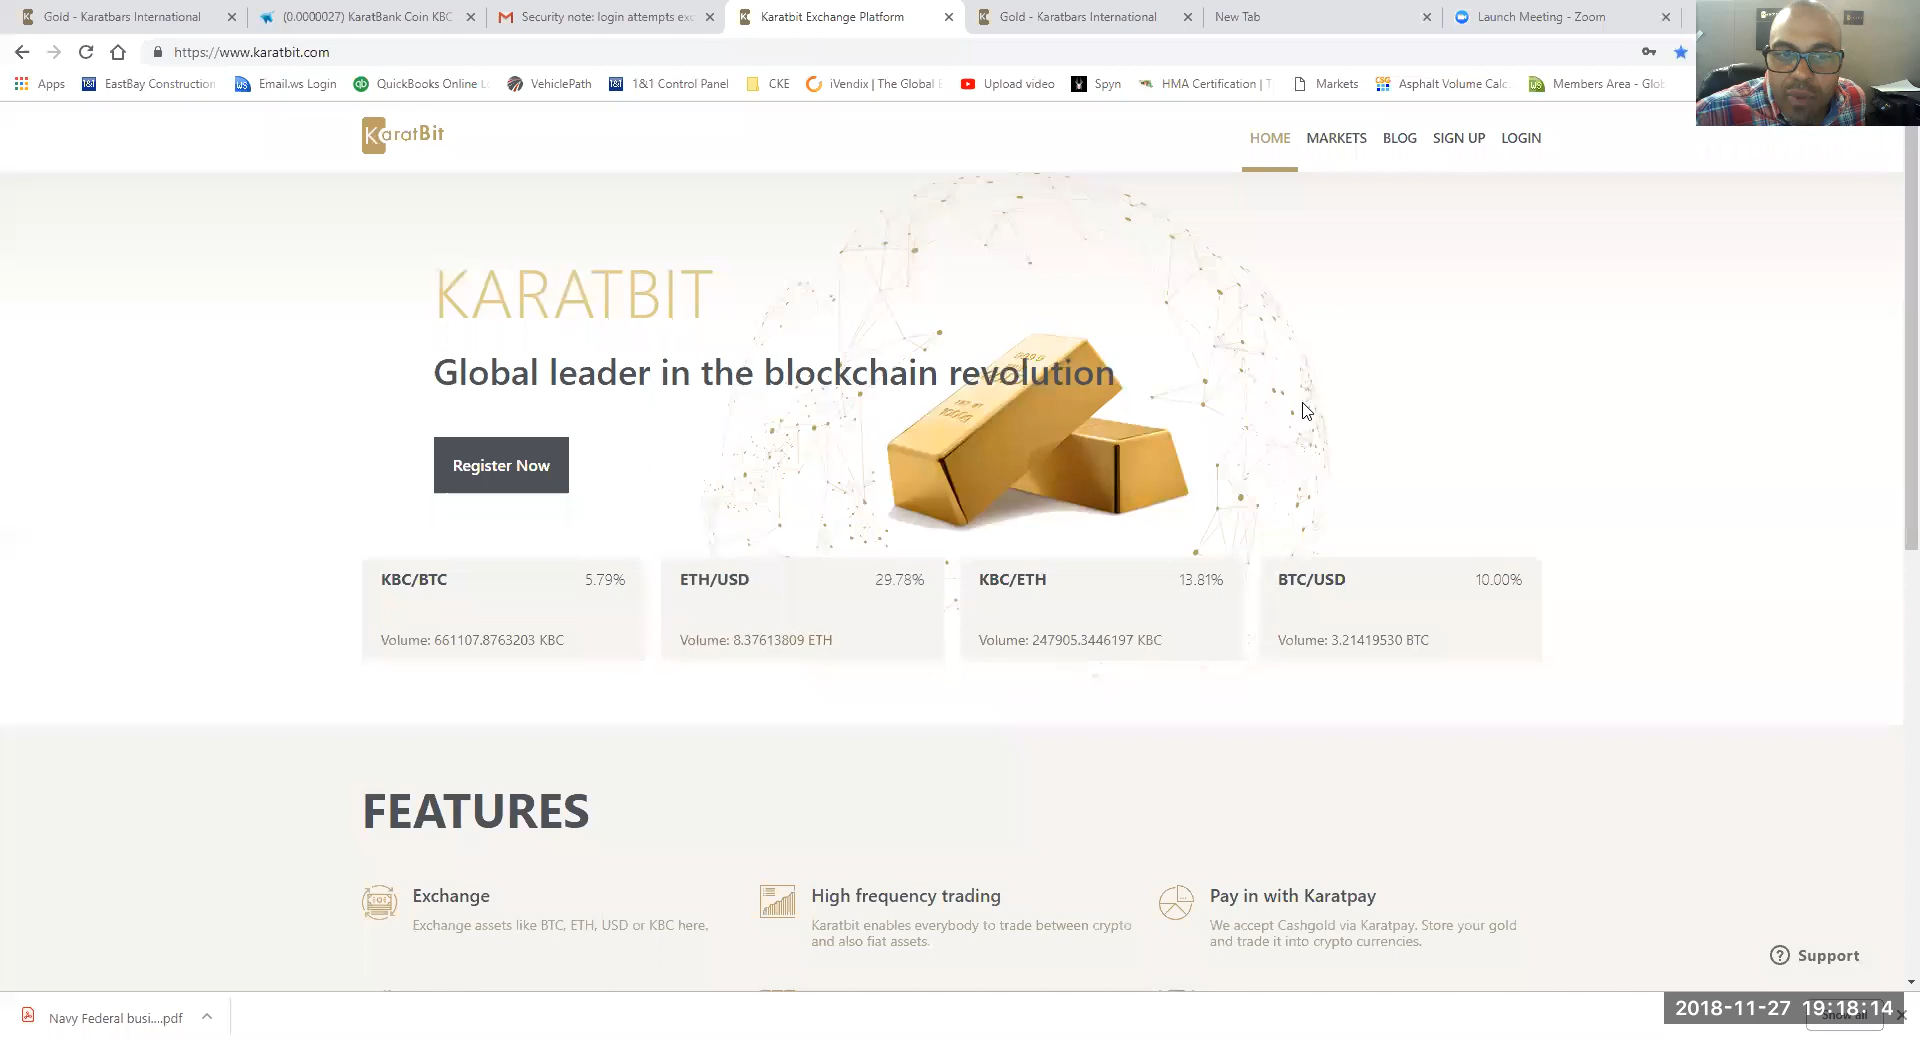 Gold - Karatbars International
(0.0000027) KaratBank Coin KBC
Security note: login attempts exc
Karatbit Exchange Platform
Gold - Karatbars International
New Tab
Launch Meeting - Zoom
https://www.karatbit.com
Apps
EastBay Construction
Email.ws Login
QuickBooks Online Lo
VehiclePath
1&1 Control Panel
CKE
iVendix | The Global E
Upload video
Spyn
HMA Certification | T
Markets
Asphalt Volume Calc
Members Area - Glob
KaratBit
HOME MARKETS BLOG SIGN UP LOGIN
KARATBIT
Global leader in the blockchain revolution
Register Now
KBC/BTC 5.79%
Volume: 661107.8763203 KBC
ETH/USD 29.78%
Volume: 8.37613809 ETH
KBC/ETH 13.81%
Volume: 247905.3446197 KBC
BTC/USD 10.00%
Volume: 3.21419530 BTC
FEATURES
Exchange
Exchange assets like BTC, ETH, USD or KBC here,
High frequency trading
Karatbit enables everybody to trade between crypto
and also fiat assets.
Pay in with Karatpay
We accept Cashgold via Karatpay. Store your gold
and trade it into crypto currencies.
Support
Navy Federal busi....pdf
2018-11-27 19:18:14
Show all